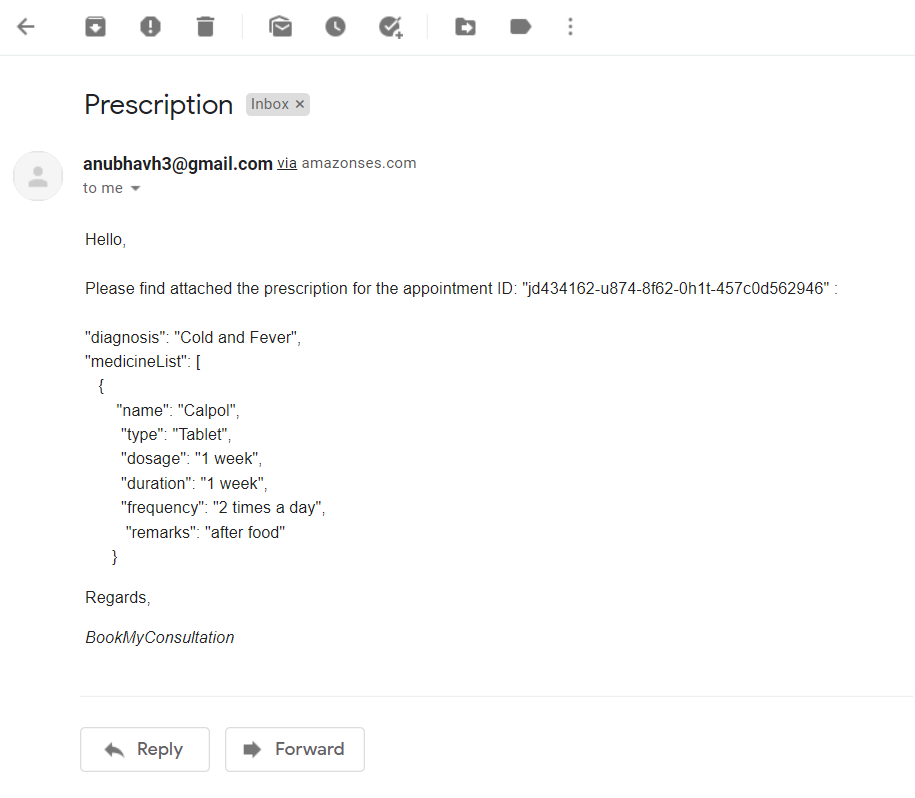 Prescription Inbox ×
anubhavh3@gmail.com via amazonses.com
to me
Hello,
Please find attached the prescription for the appointment ID: "jd434162-u874-8f62-0h1t-457c0d562946" :
"diagnosis": "Cold and Fever",
"medicineList": [
{
"name": "Calpol",
"type": "Tablet",
"dosage": "1 week",
"duration": "1 week",
"frequency": "2 times a day",
"remarks": "after food"
}
Regards,
BookMyConsultation
Reply Forward